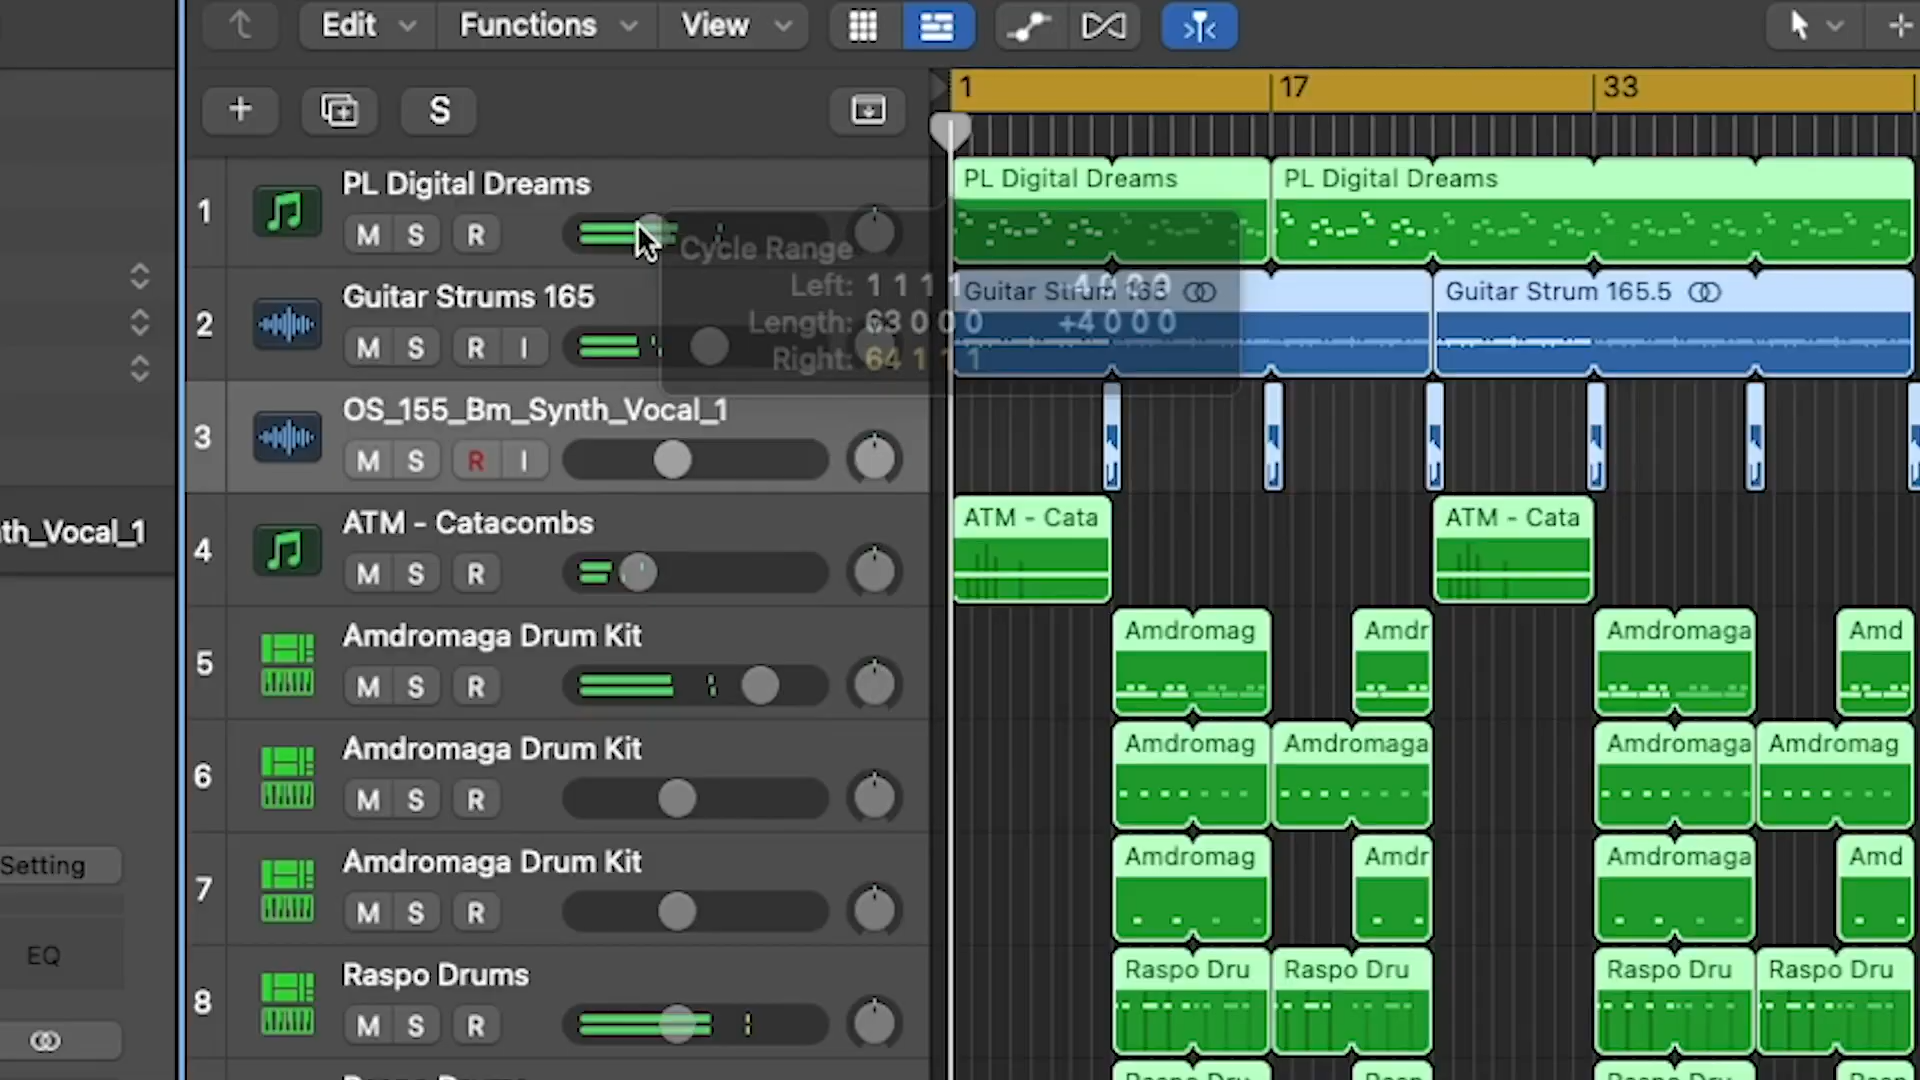 Edit Functions View
1 17 33
+ S
1 PL Digital Dreams
M S R
PL Digital Dreams PL Digital Dreams
Cycle Range
Left: 1 1 1 1
Length: 63 0 0 0 +4 0 0 0
Right: 64 1 1 1
2 Guitar Strums 165
M S R I
Guitar Strum 165 Guitar Strum 165.5
3 OS_155_Bm_Synth_Vocal_1
M S R I
4 ATM - Catacombs
M S R
ATM - Cata ATM - Cata
th_Vocal_1
5 Amdromaga Drum Kit
M S R
Amdromag Amdr Amdromaga Amd
6 Amdromaga Drum Kit
M S R
Amdromag Amdromaga Amdromaga Amdromag
7 Amdromaga Drum Kit
M S R
Amdromag Amdr Amdromaga Amd
Setting
EQ
8 Raspo Drums
M S R
Raspo Dru Raspo Dru Raspo Dru Raspo Dru